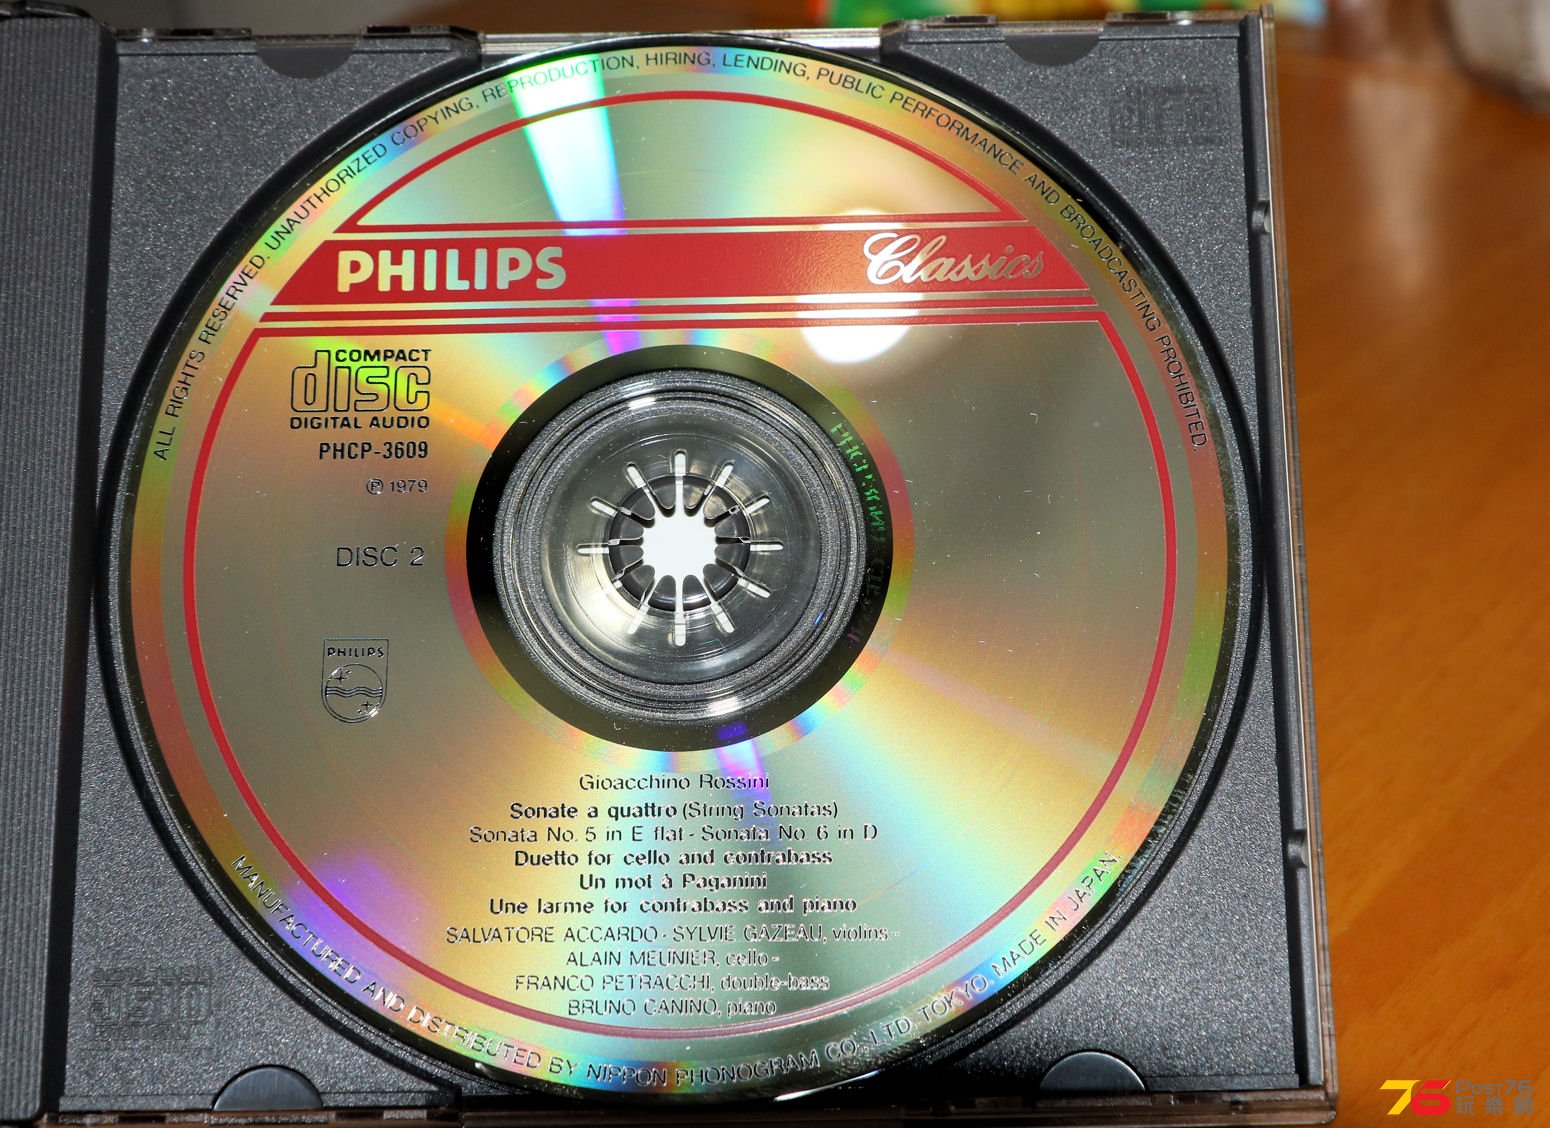 ALL RIGHTS RESERVED. UNAUTHORIZED COPYING, REPRODUCTION, HIRING, LENDING, PUBLIC PERFORMANCE AND BROADCASTING PROHIBITED.
PHILIPS Classics
COMPACT
disc
DIGITAL AUDIO
PHCP-3609
℗ 1979
DISC 2
PHILIPS
Gioacchino Rossini
Sonate a quattro (String Sonatas)
Sonata No. 5 in E flat - Sonata No. 6 in D
Duetto for cello and contrabass
Un mot à Paganini
Une larme for contrabass and piano
SALVATORE ACCARDO - SYLVIE GAZEAU, violins -
ALAIN MEUNIER, cello -
FRANCO PETRACCHI, double-bass
BRUNO CANINO, piano
MANUFACTURED AND DISTRIBUTED BY NIPPON PHONOGRAM CO., LTD. TOKYO. MADE IN JAPAN
76 Post76
玩樂網